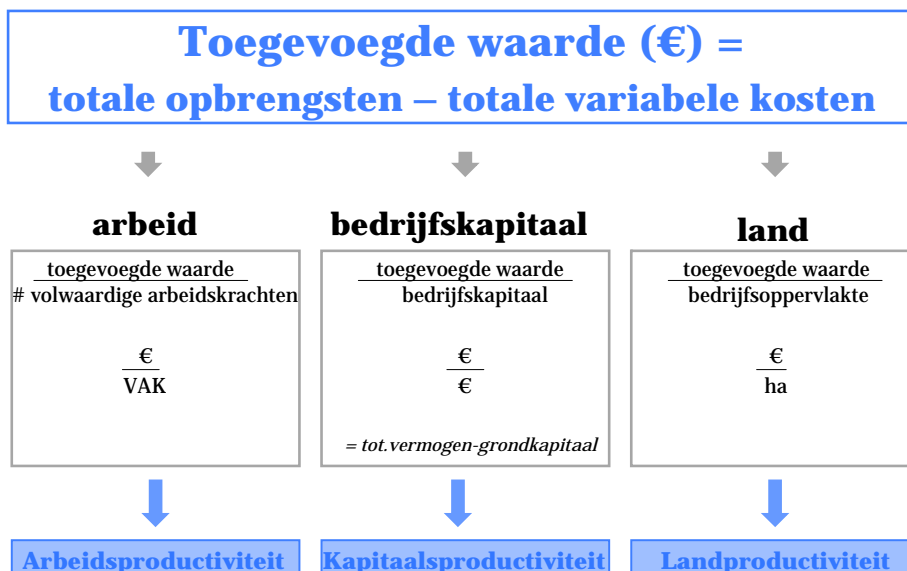 Toegevoegde waarde (€) =
totale opbrengsten – totale variabele kosten
arbeid
toegevoegde waarde
# volwaardige arbeidskrachten
€
VAK
Arbeidsproductiviteit
bedrijfskapitaal
toegevoegde waarde
bedrijfskapitaal
€
€
= tot.vermogen-grondkapitaal
Kapitaalsproductiviteit
land
toegevoegde waarde
bedrijfsoppervlakte
€
ha
Landproductiviteit